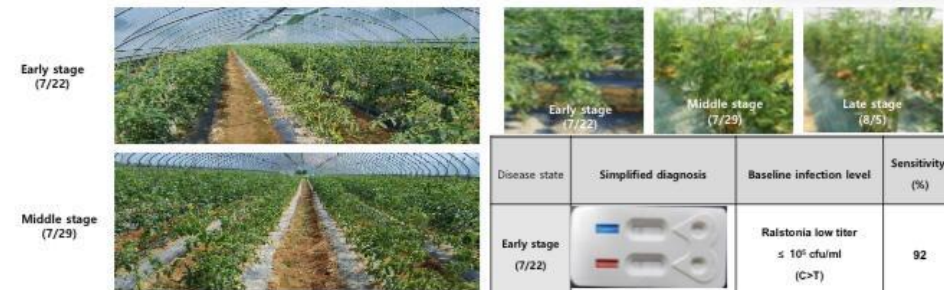 Early stage
(7/22)
Middle stage
(7/29)
Early stage
(7/22)
Middle stage
(7/29)
Late stage
(8/5)
Disease state
Simplified diagnosis
Baseline infection level
Sensitivity
(%)
Early stage
(7/22)
Ralstonia low titer
≤ 10⁵ cfu/ml
(C>T)
92